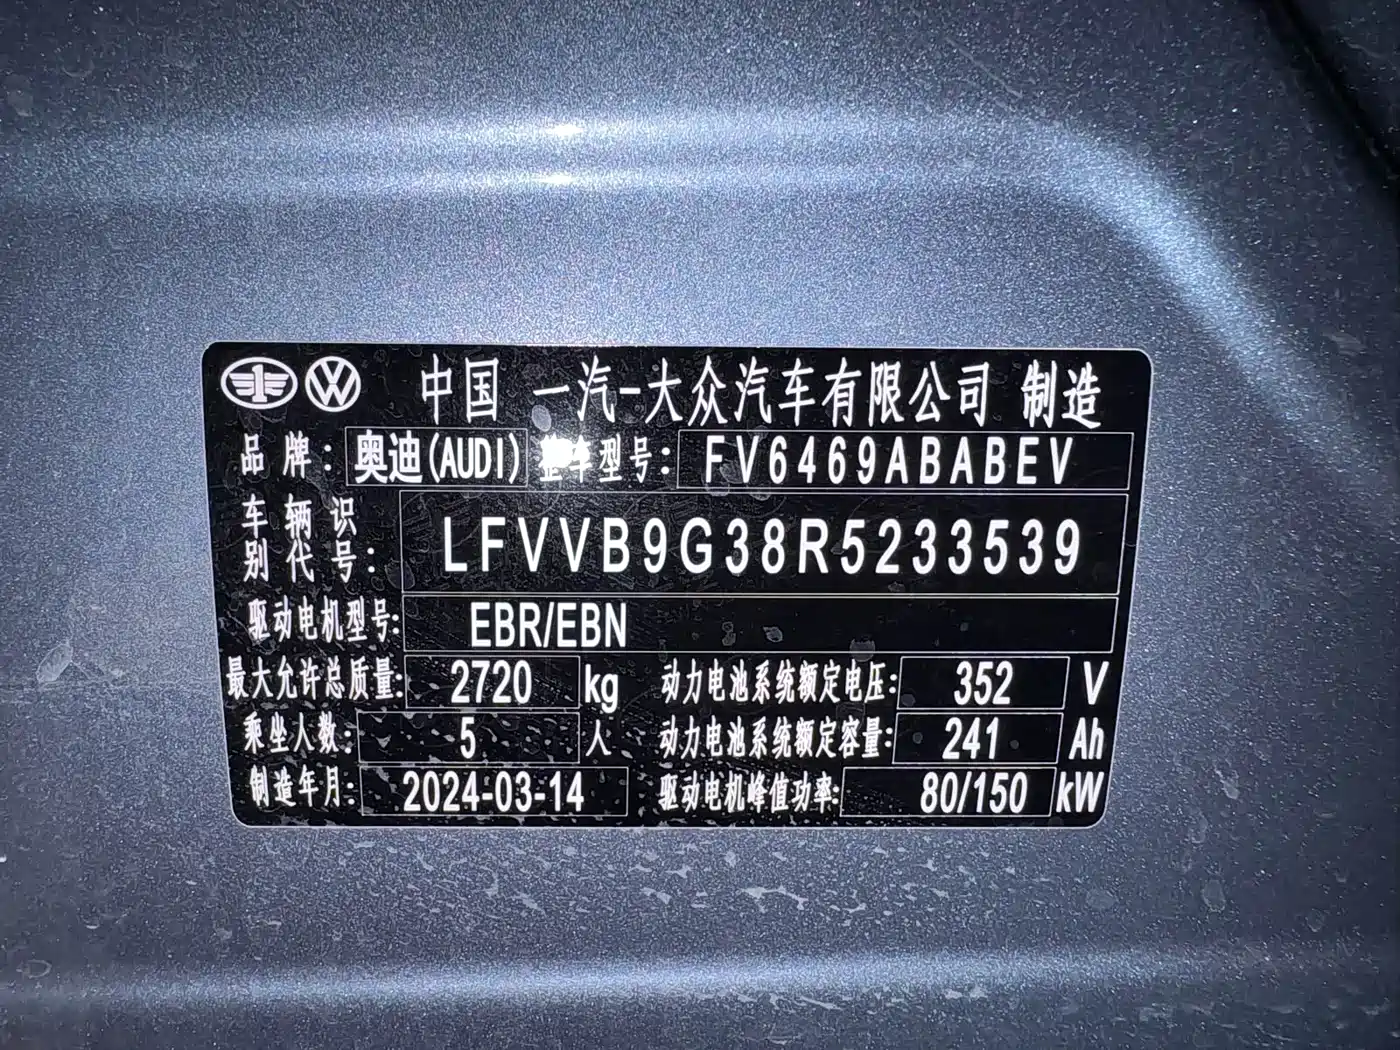 中国 一汽-大众汽车有限公司 制造
品牌: 奥迪(AUDI) 整车型号: FV6469ABABEV
车辆识别代号: LFVVB9G38R5233539
驱动电机型号: EBR/EBN
最大允许总质量: 2720 kg 动力电池系统额定电压: 352 V
乘坐人数: 5 人 动力电池系统额定容量: 241 Ah
制造年月: 2024-03-14 驱动电机峰值功率: 80/150 kW